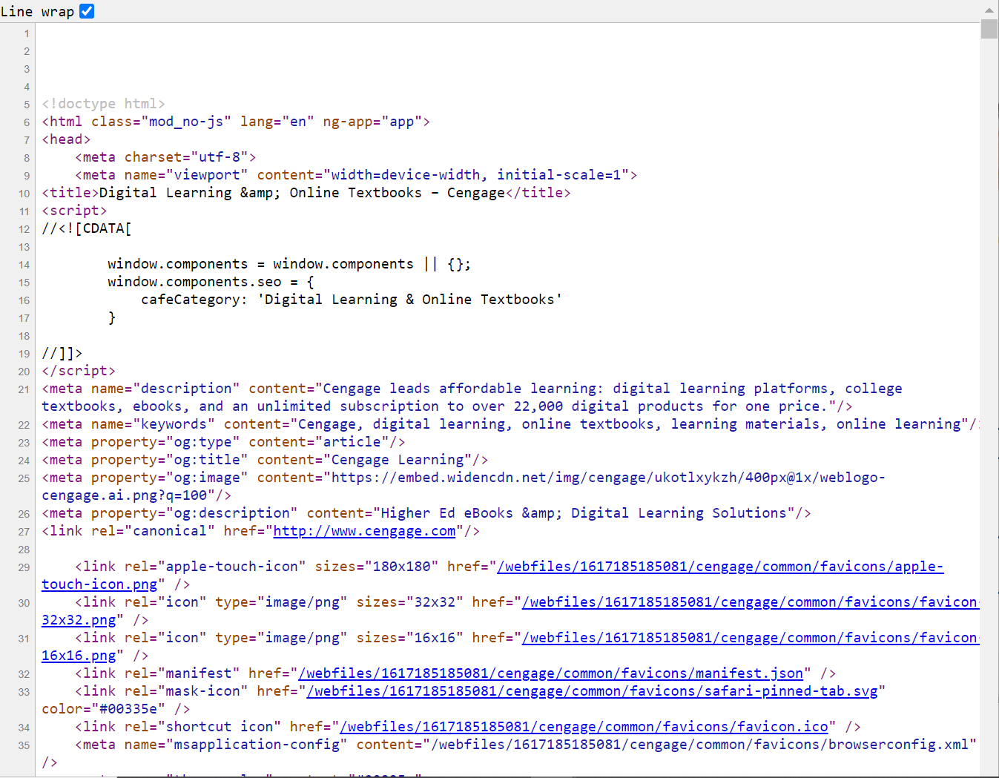 Line wrap
1
2
3
4
5 <!doctype html>
6 <html class="mod_no-js" lang="en" ng-app="app">
7 <head>
8 <meta charset="utf-8">
9 <meta name="viewport" content="width=device-width, initial-scale=1">
10 <title>Digital Learning &amp; Online Textbooks – Cengage</title>
11 <script>
12 //<![CDATA[
13
14 window.components = window.components || {};
15 window.components.seo = {
16 cafeCategory: 'Digital Learning & Online Textbooks'
17 }
18
19 //]]>
20 </script>
21 <meta name="description" content="Cengage leads affordable learning: digital learning platforms, college
textbooks, ebooks, and an unlimited subscription to over 22,000 digital products for one price."/>
22 <meta name="keywords" content="Cengage, digital learning, online textbooks, learning materials, online learning"/
23 <meta property="og:type" content="article"/>
24 <meta property="og:title" content="Cengage Learning"/>
25 <meta property="og:image" content="https://embed.widencdn.net/img/cengage/ukotlxykzh/400px@1x/weblogo-
cengage.ai.png?q=100"/>
26 <meta property="og:description" content="Higher Ed eBooks &amp; Digital Learning Solutions"/>
27 <link rel="canonical" href="http://www.cengage.com"/>
28
29 <link rel="apple-touch-icon" sizes="180x180" href="/webfiles/1617185185081/cengage/common/favicons/apple-
touch-icon.png" />
30 <link rel="icon" type="image/png" sizes="32x32" href="/webfiles/1617185185081/cengage/common/favicons/favicon-
32x32.png" />
31 <link rel="icon" type="image/png" sizes="16x16" href="/webfiles/1617185185081/cengage/common/favicons/favicon-
16x16.png" />
32 <link rel="manifest" href="/webfiles/1617185185081/cengage/common/favicons/manifest.json" />
33 <link rel="mask-icon" href="/webfiles/1617185185081/cengage/common/favicons/safari-pinned-tab.svg"
color="#00335e" />
34 <link rel="shortcut icon" href="/webfiles/1617185185081/cengage/common/favicons/favicon.ico" />
35 <meta name="msapplication-config" content="/webfiles/1617185185081/cengage/common/favicons/browserconfig.xml"
/>